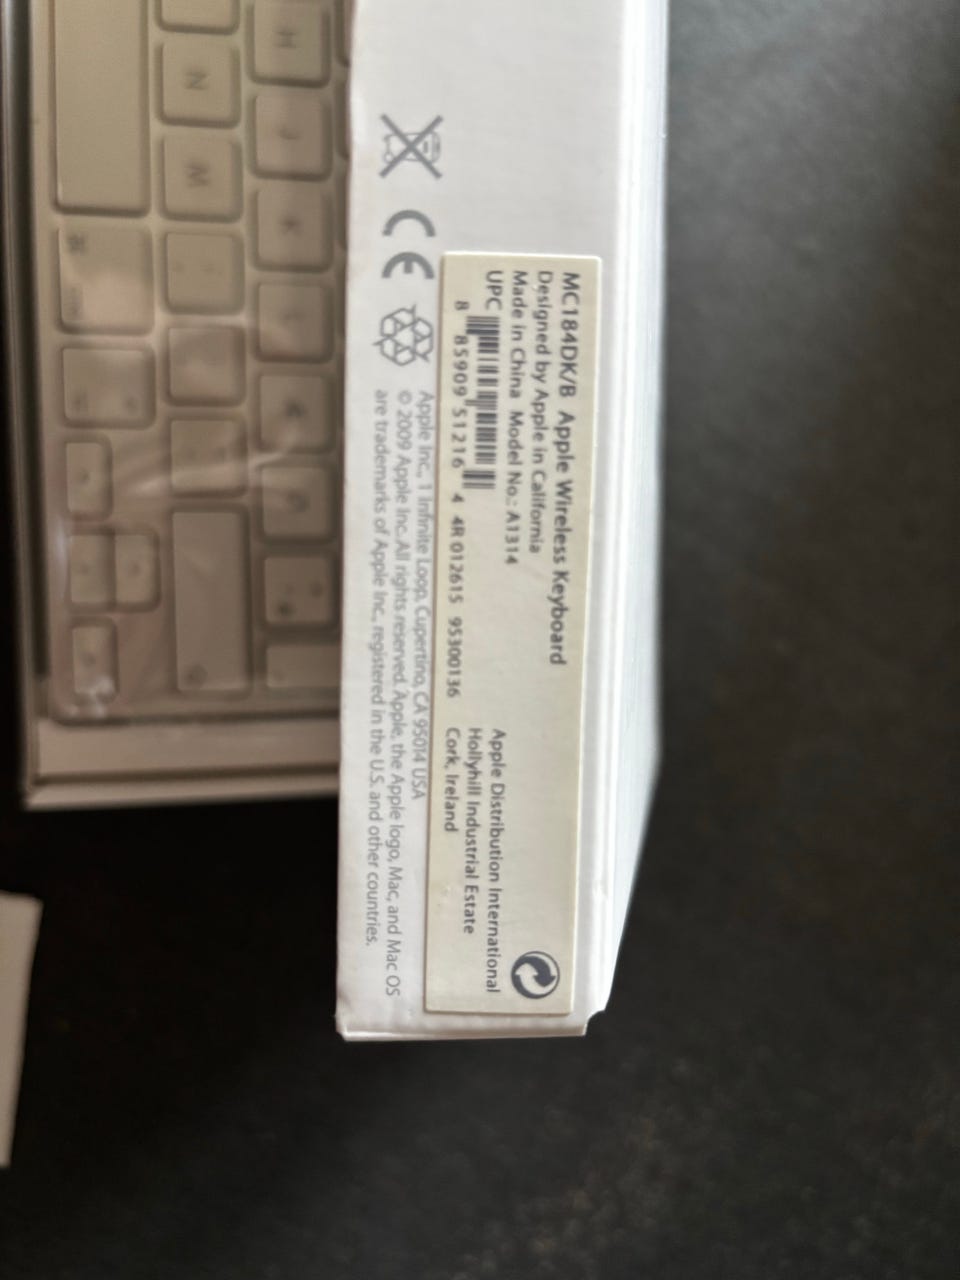 MC184DK/B Apple Wireless Keyboard
Designed by Apple in California
Made in China Model No.: A1314
UPC
8 85909 51216 4 4R 012615 95300136
Apple Distribution International
Hollyhill Industrial Estate
Cork, Ireland
CE
Apple Inc., 1 Infinite Loop, Cupertino, CA 95014 USA
© 2009 Apple Inc. All rights reserved. Apple, the Apple logo, Mac, and Mac OS
are trademarks of Apple Inc., registered in the U.S. and other countries.
H
J
K
N
M